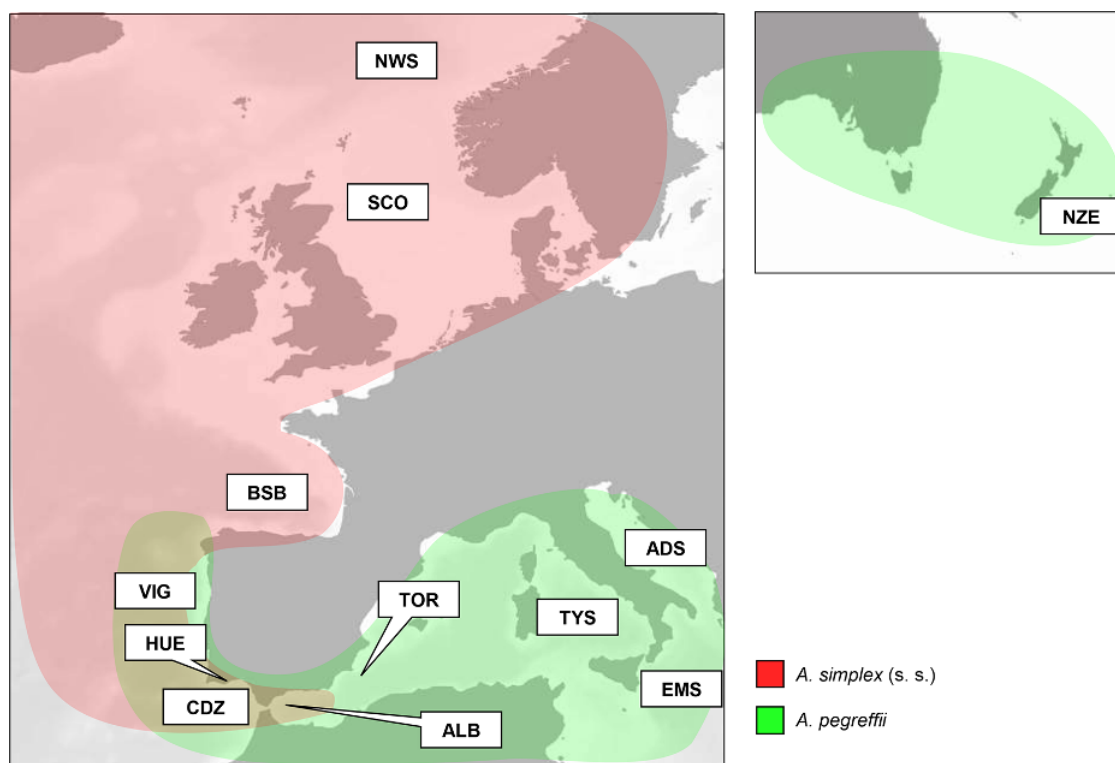 NWS
SCO
NZE
BSB
ADS
VIG
TOR
TYS
HUE
EMS
CDZ
ALB
A. simplex (s. s.)
A. pegreffii